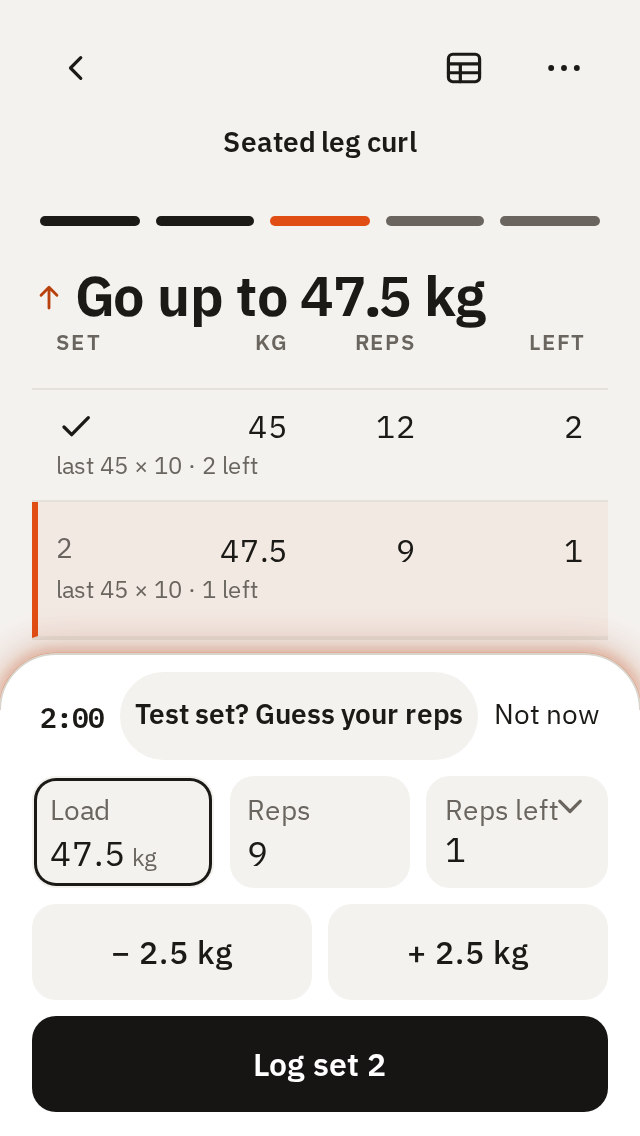 Seated leg curl
↑ Go up to 47.5 kg
SET KG REPS LEFT
45 12 2
last 45 × 10 · 2 left
2 47.5 9 1
last 45 × 10 · 1 left
2:00 Test set? Guess your reps Not now
Load Reps Reps left
47.5 kg 9 1
− 2.5 kg + 2.5 kg
Log set 2